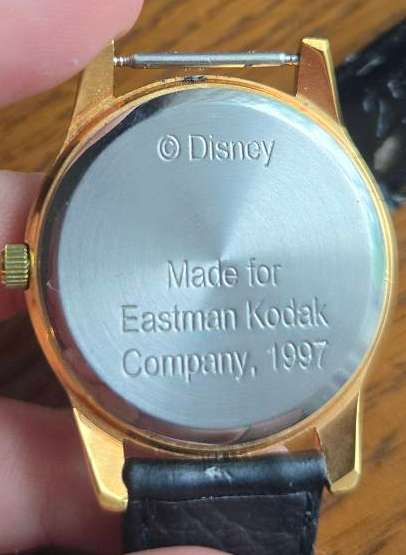 © Disney
Made for
Eastman Kodak
Company, 1997